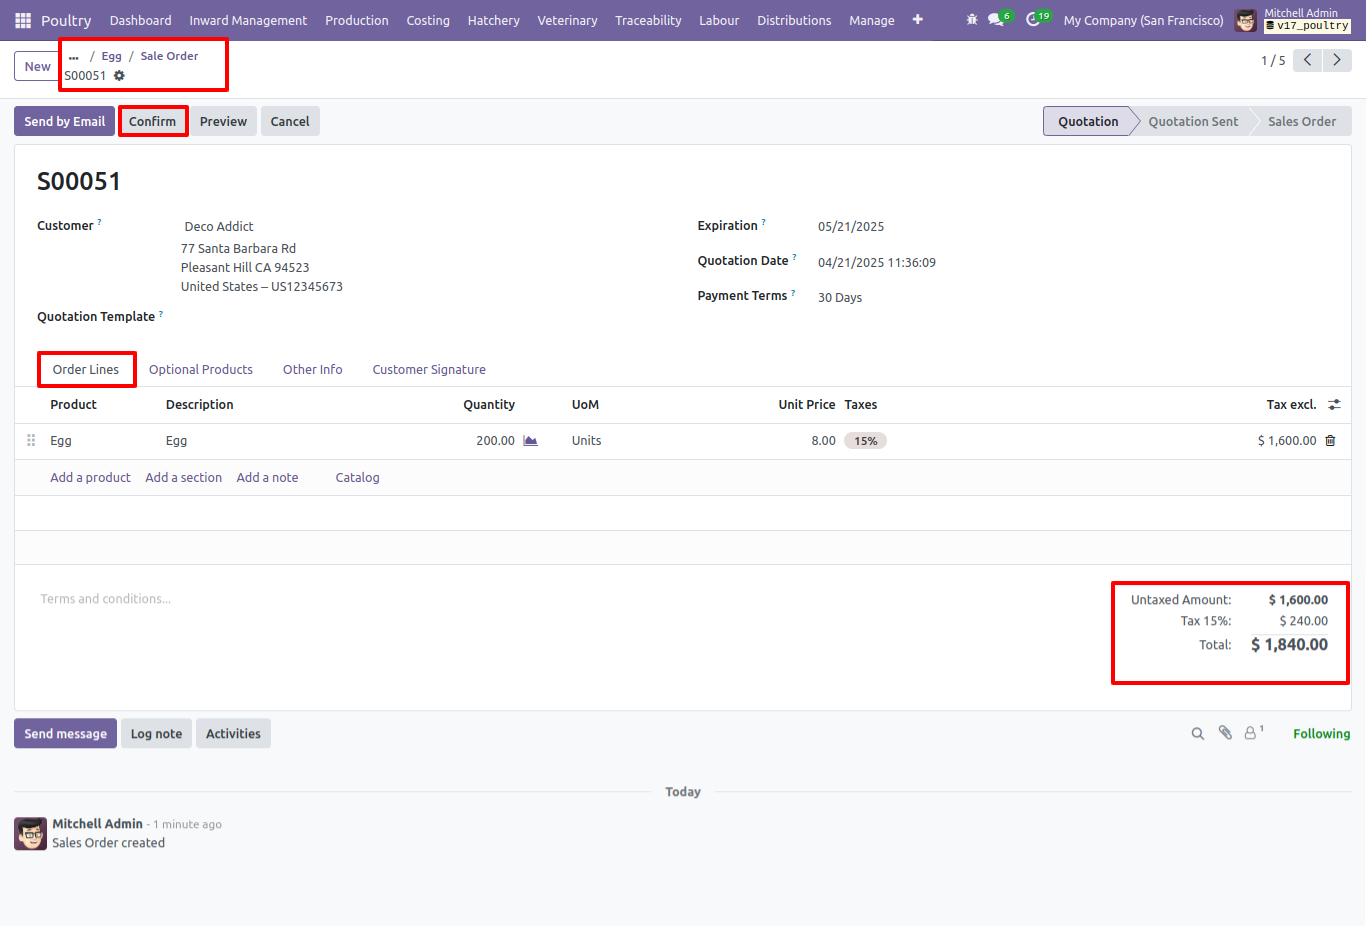 Poultry Dashboard Inward Management Production Costing Hatchery Veterinary Traceability Labour Distributions Manage 6 19 My Company (San Francisco) Mitchell Admin
v17_poultry
New ... / Egg / Sale Order
S00051
1 / 5
Send by Email Confirm Preview Cancel Quotation Quotation Sent Sales Order
S00051
Customer ? Deco Addict
77 Santa Barbara Rd
Pleasant Hill CA 94523
United States – US12345673
Quotation Template ?
Expiration ? 05/21/2025
Quotation Date ? 04/21/2025 11:36:09
Payment Terms ? 30 Days
Order Lines Optional Products Other Info Customer Signature
Product Description Quantity UoM Unit Price Taxes Tax excl.
Egg Egg 200.00 Units 8.00 15% $ 1,600.00
Add a product Add a section Add a note Catalog
Terms and conditions...
Untaxed Amount: $ 1,600.00
Tax 15%: $ 240.00
Total: $ 1,840.00
Send message Log note Activities 1 Following
Today
Mitchell Admin - 1 minute ago
Sales Order created